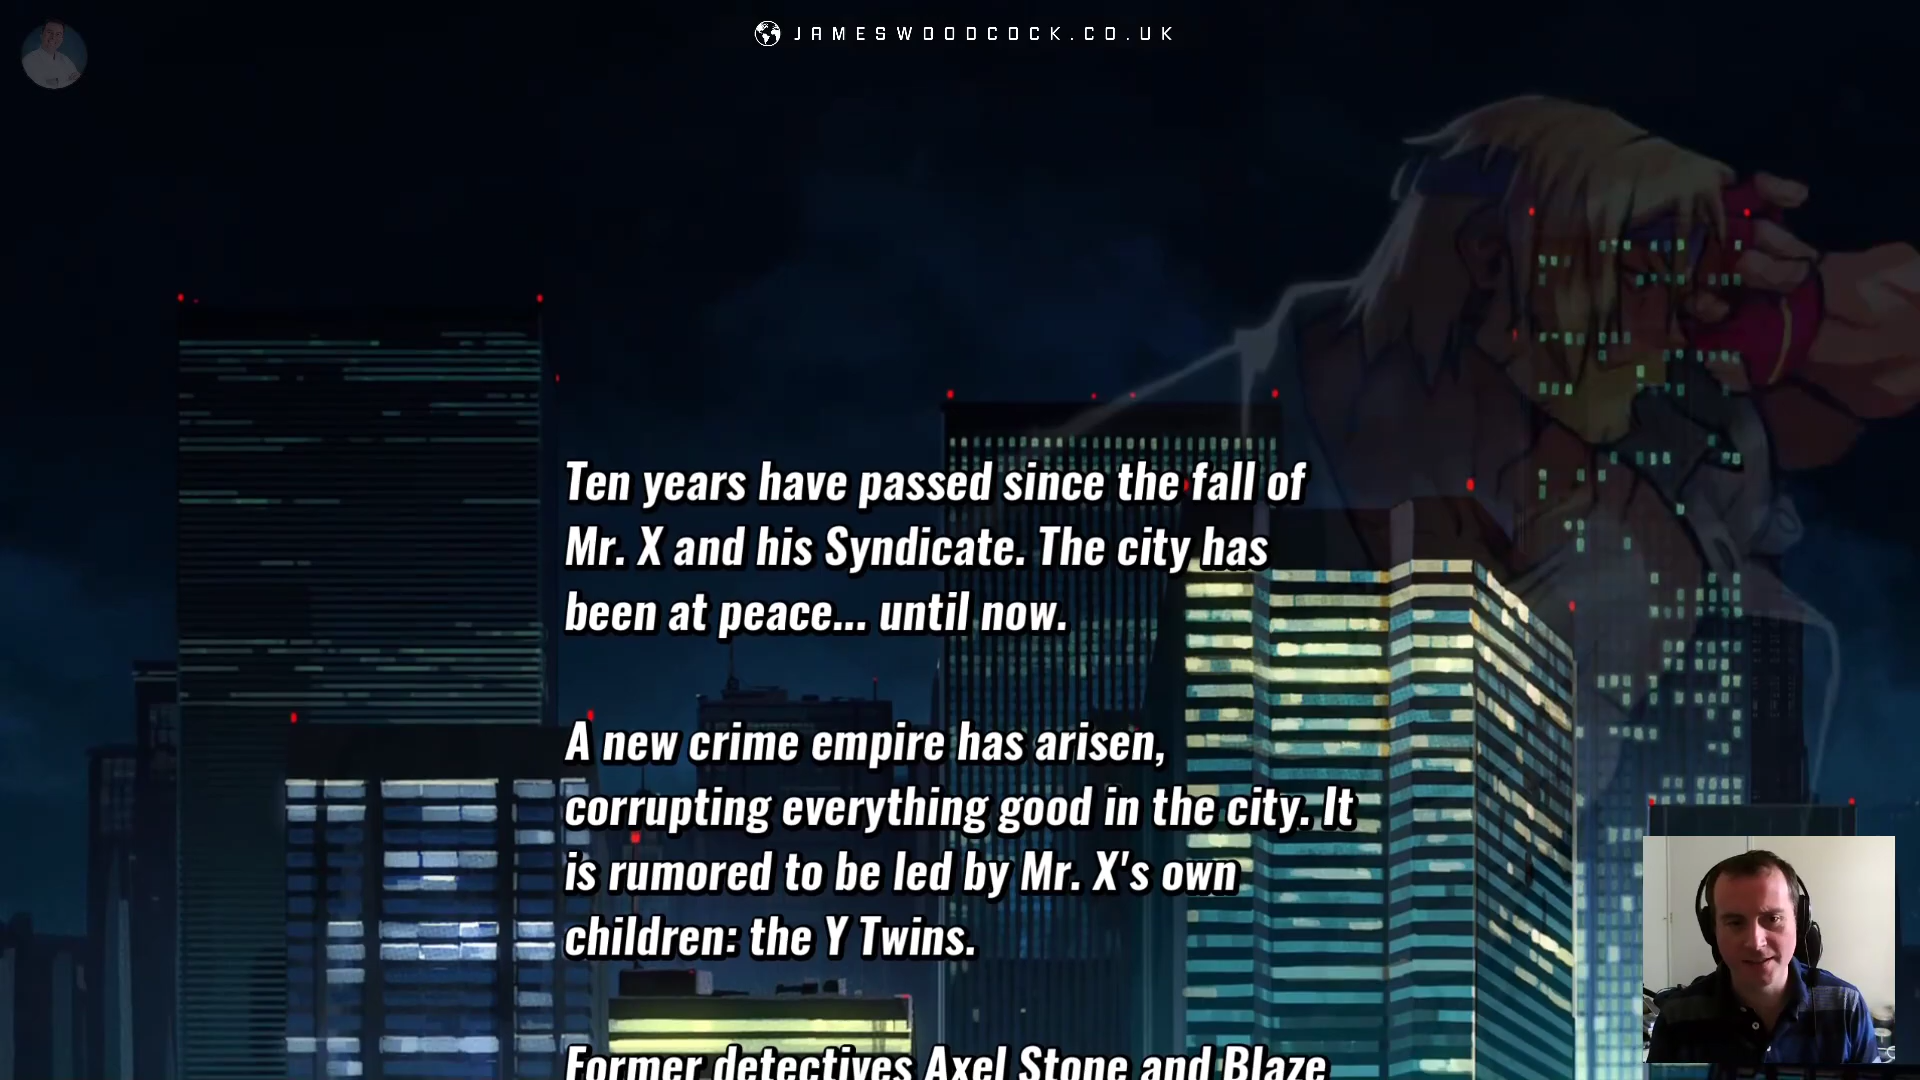 JAMESWOODCOCK.CO.UK
Ten years have passed since the fall of
Mr. X and his Syndicate. The city has
been at peace... until now.
A new crime empire has arisen,
corrupting everything good in the city. It
is rumored to be led by Mr. X's own
children: the Y Twins.
Former detectives Axel Stone and Blaze